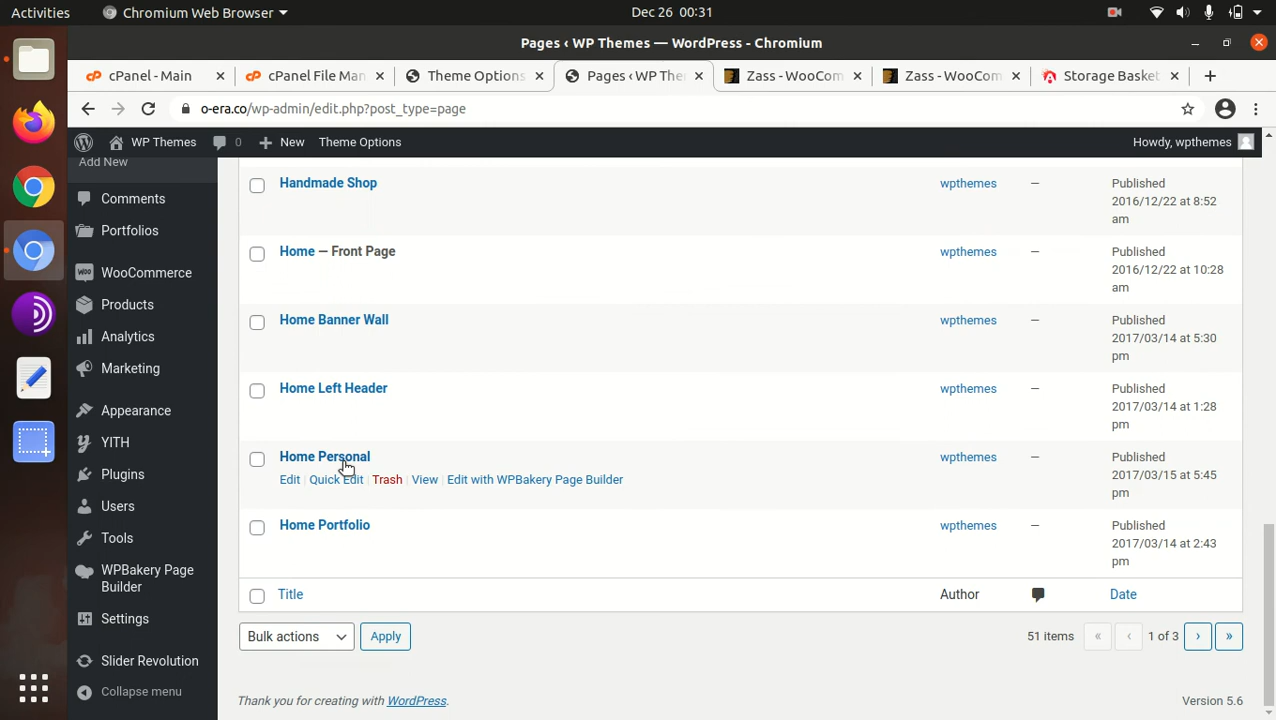 Activities
Chromium Web Browser
Dec 26 00:31
Pages ‹ WP Themes — WordPress - Chromium
cPanel - Main
cPanel File Man
Theme Options
Pages ‹ WP The
Zass - WooCom
Zass - WooCom
Storage Basket
o-era.co/wp-admin/edit.php?post_type=page
WP Themes
0
New
Theme Options
Howdy, wpthemes
Add New
Comments
Portfolios
WooCommerce
Products
Analytics
Marketing
Appearance
YITH
Plugins
Users
Tools
WPBakery Page
Builder
Settings
Slider Revolution
Collapse menu
Handmade Shop
wpthemes
—
Published
2016/12/22 at 8:52
am
Home — Front Page
wpthemes
—
Published
2016/12/22 at 10:28
am
Home Banner Wall
wpthemes
—
Published
2017/03/14 at 5:30
pm
Home Left Header
wpthemes
—
Published
2017/03/14 at 1:28
pm
Home Personal
Edit | Quick Edit | Trash | View | Edit with WPBakery Page Builder
wpthemes
—
Published
2017/03/15 at 5:45
pm
Home Portfolio
wpthemes
—
Published
2017/03/14 at 2:43
pm
Title
Author
Date
Bulk actions
Apply
51 items
«
‹
1 of 3
›
»
Thank you for creating with WordPress.
Version 5.6